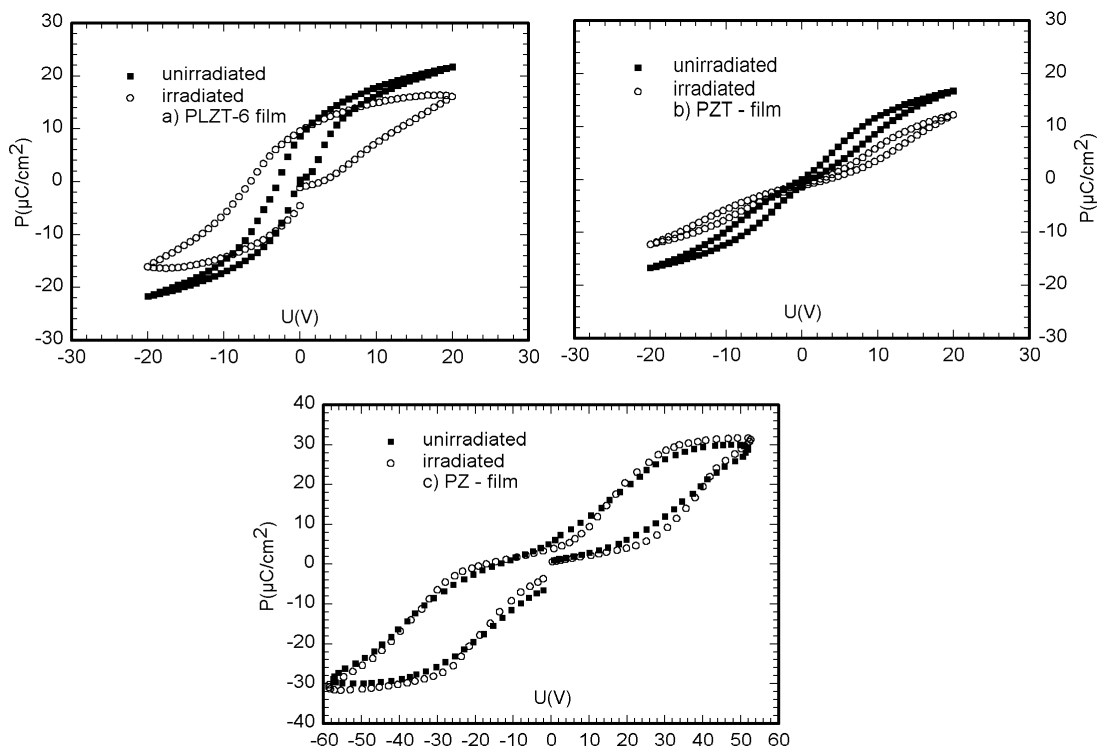 30
20
10
0
-10
-20
-30
P(µC/cm2)
unirradiated
irradiated
a) PLZT-6 film
U(V)
-30 -20 -10 0 10 20 30
30
20
10
0
-10
-20
-30
P(µC/cm2)
unirradiated
irradiated
b) PZT - film
U(V)
-30 -20 -10 0 10 20 30
40
30
20
10
0
-10
-20
-30
-40
P(µC/cm2)
unirradiated
irradiated
c) PZ - film
U(V)
-60 -50 -40 -30 -20 -10 0 10 20 30 40 50 60